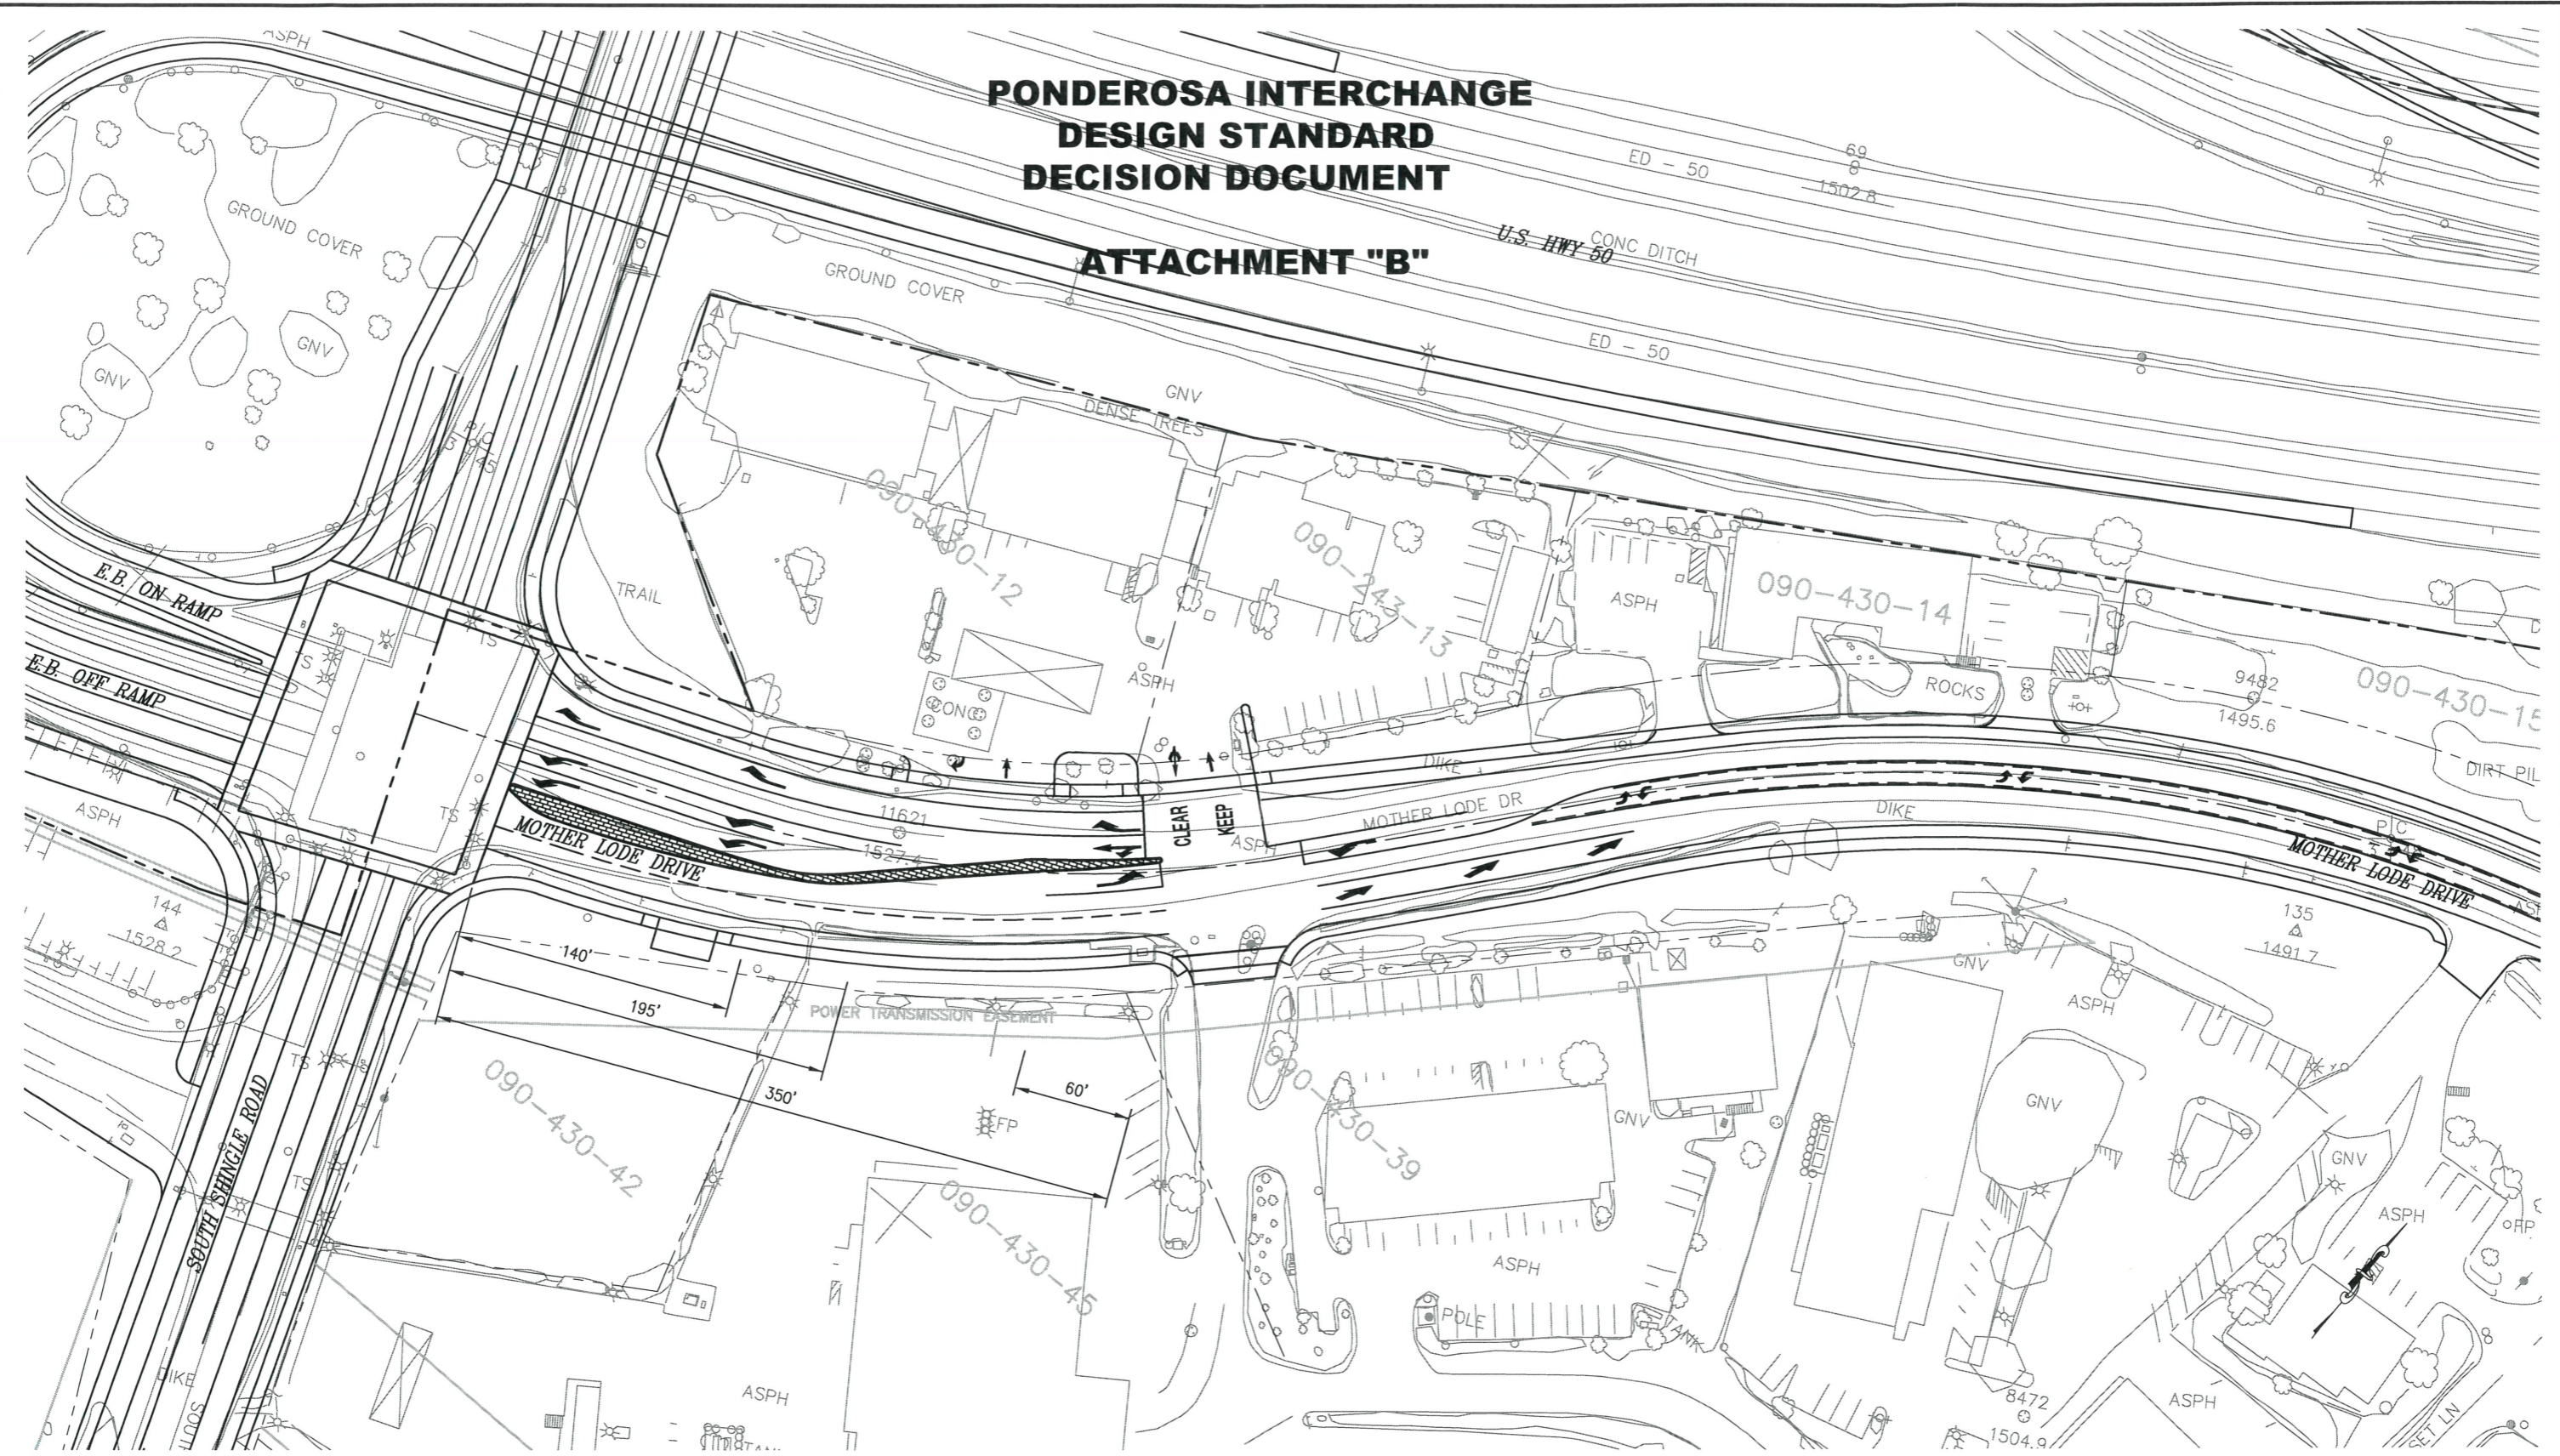 PONDEROSA INTERCHANGE
DESIGN STANDARD
DECISION DOCUMENT
ATTACHMENT "B"
ASPH
GROUND COVER
GNV
GNV
GROUND COVER
ED - 50
69
8
1502.8
U.S. HWY 50
CONC DITCH
ED - 50
GNV
DENSE TREES
090-430-12
090-243-13
090-430-14
090-430-15
TRAIL
ASPH
ASPH
CONC
ROCKS
9482
1495.6
DIRT PIL
E.B. ON RAMP
E.B. OFF RAMP
TS
TS
TS
TS
ASPH
144
1528.2
MOTHER LODE DRIVE
11621
1527.4
CLEAR
KEEP
ASPH
DIKE
MOTHER LODE DR
DIKE
MOTHER LODE DRIVE
135
1491.7
140'
195'
350'
60'
POWER TRANSMISSION EASEMENT
FP
090-430-42
090-430-45
090-430-39
GNV
ASPH
GNV
GNV
GNV
ASPH
FP
TS
TS
SOUTH SHINGLE ROAD
DIKE
ASPH
ASPH
POLE
TANK
8472
1504.9
ASPH